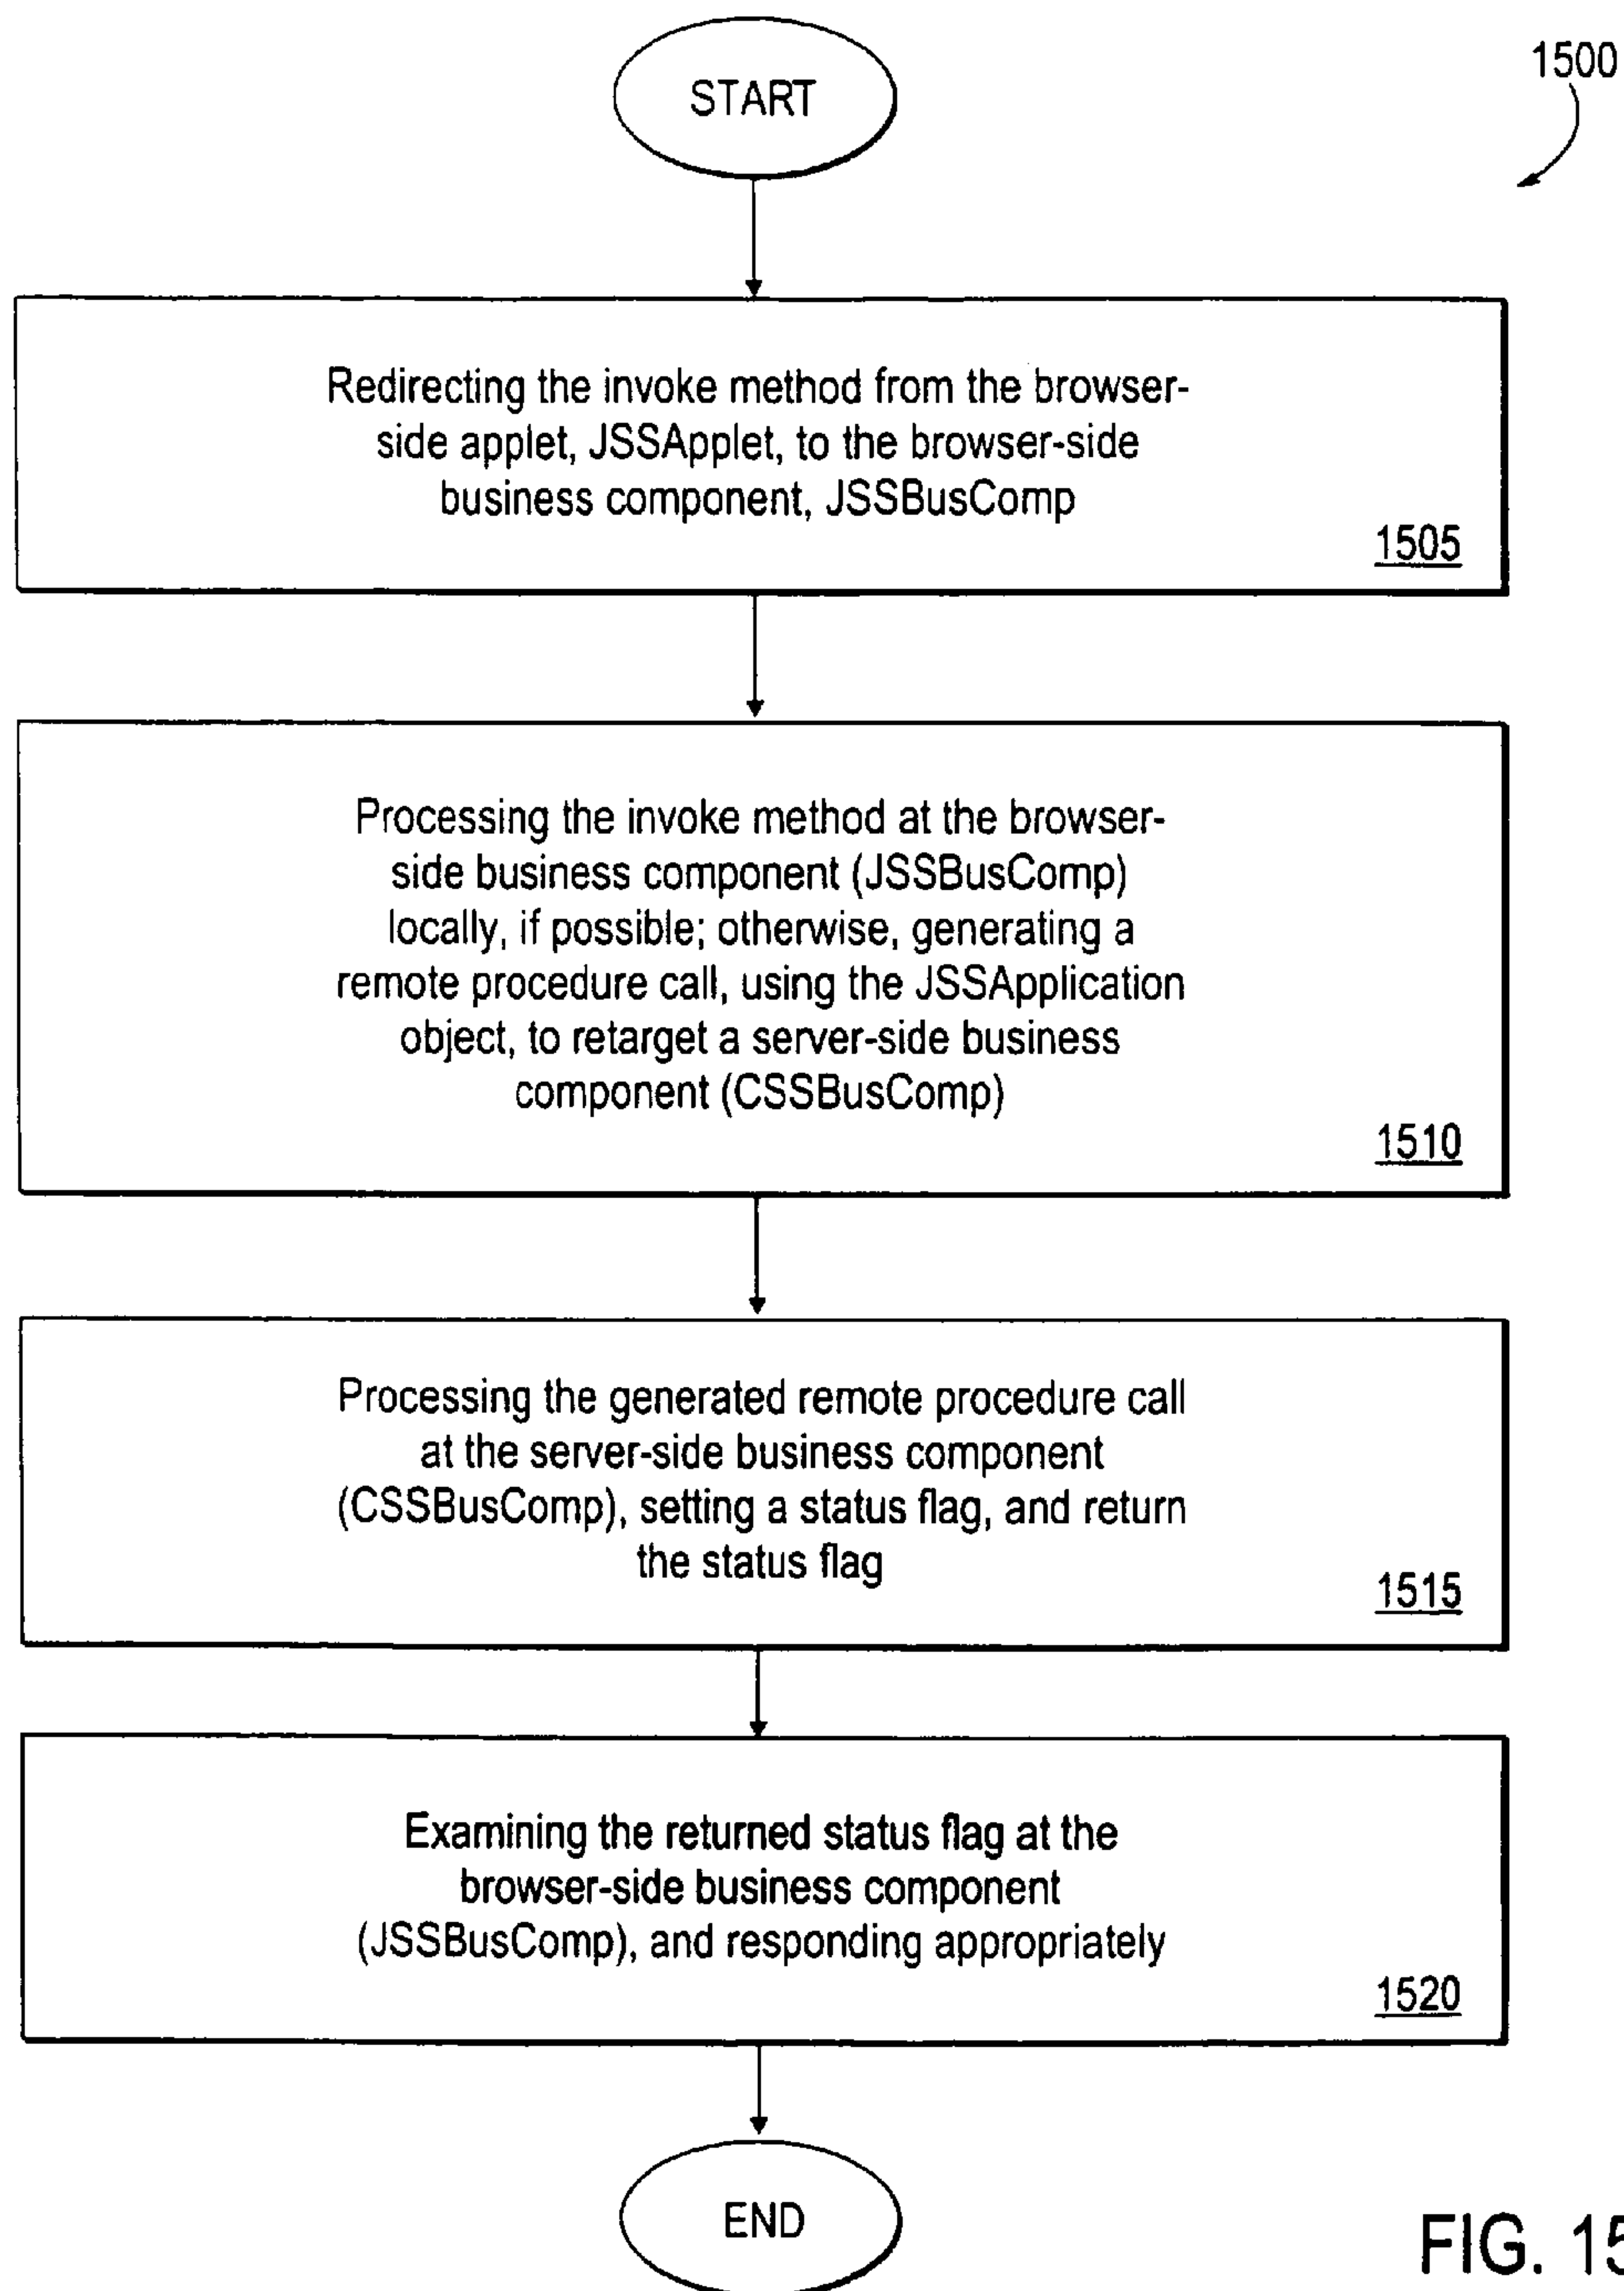 START
1500
Redirecting the invoke method from the browser-
side applet, JSSApplet, to the browser-side
business component, JSSBusComp
1505
Processing the invoke method at the browser-
side business component (JSSBusComp)
locally, if possible; otherwise, generating a
remote procedure call, using the JSSApplication
object, to retarget a server-side business
component (CSSBusComp)
1510
Processing the generated remote procedure call
at the server-side business component
(CSSBusComp), setting a status flag, and return
the status flag
1515
Examining the returned status flag at the
browser-side business component
(JSSBusComp), and responding appropriately
1520
END
FIG. 15